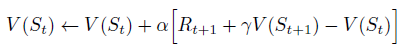 V(S_t) ← V(S_t) + α[R_{t+1} + γV(S_{t+1}) − V(S_t)]